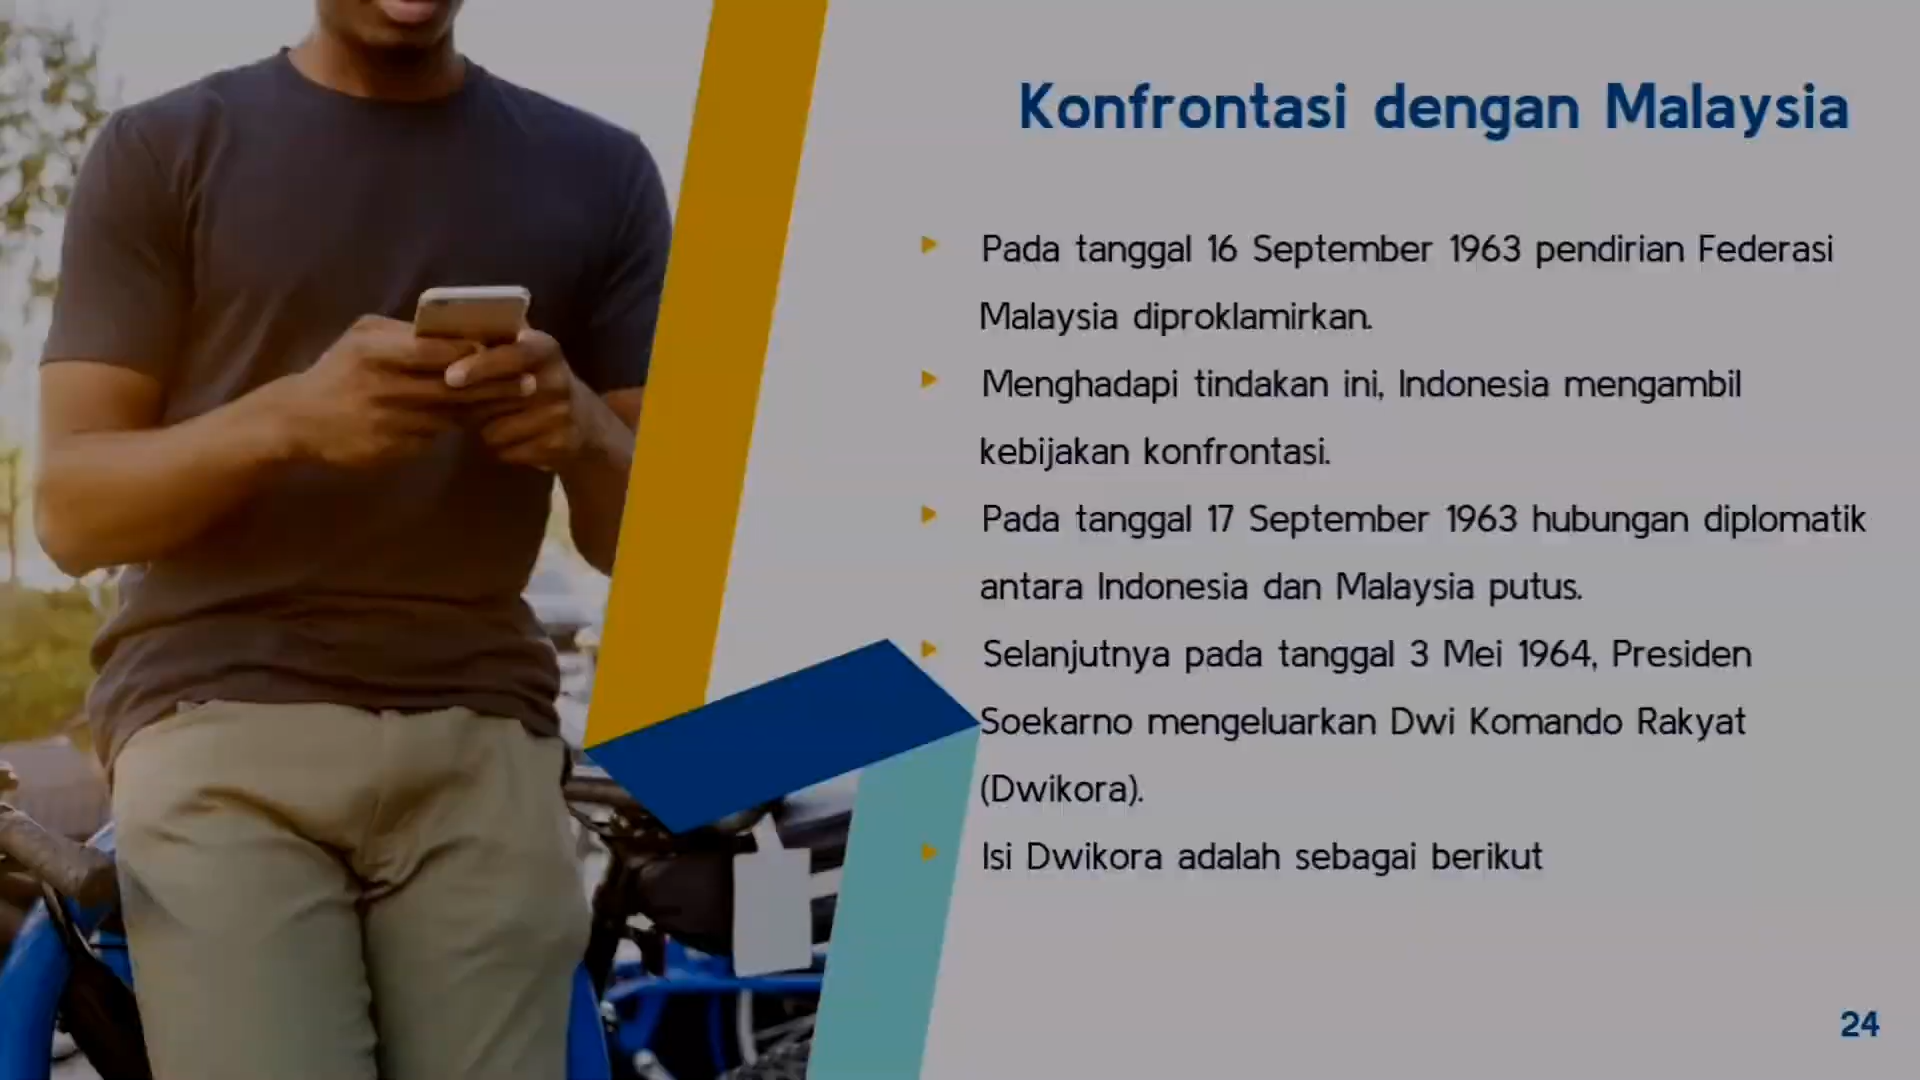 Konfrontasi dengan Malaysia
Pada tanggal 16 September 1963 pendirian Federasi
Malaysia diproklamirkan.
Menghadapi tindakan ini, Indonesia mengambil
kebijakan konfrontasi.
Pada tanggal 17 September 1963 hubungan diplomatik
antara Indonesia dan Malaysia putus.
Selanjutnya pada tanggal 3 Mei 1964, Presiden
Soekarno mengeluarkan Dwi Komando Rakyat
(Dwikora).
Isi Dwikora adalah sebagai berikut
24